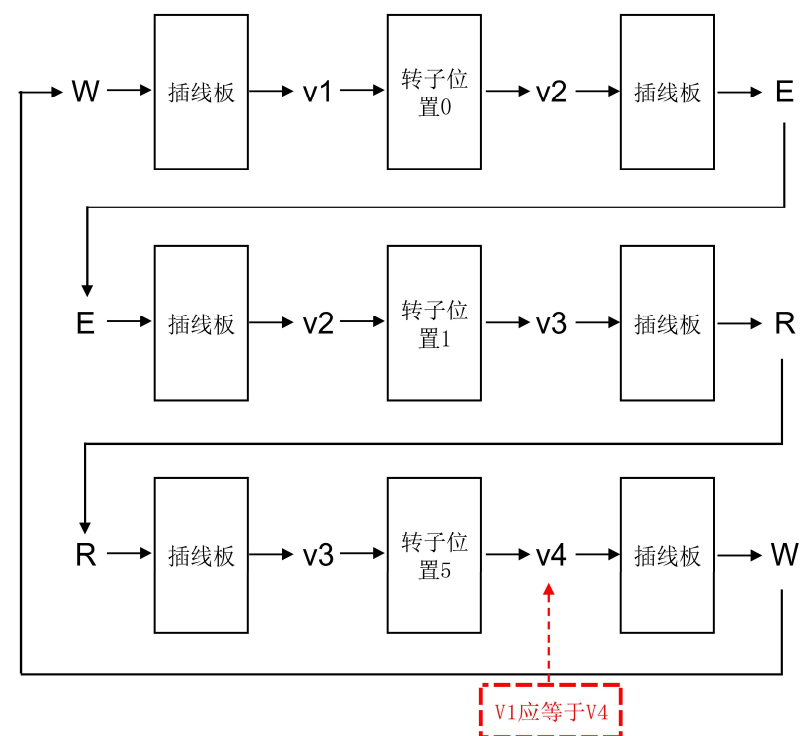 W 插线板 v1 转子位 v2 插线板 E
置0
E 插线板 v2 转子位 v3 插线板 R
置1
R 插线板 v3 转子位 v4 插线板 W
置5
V1应等于V4